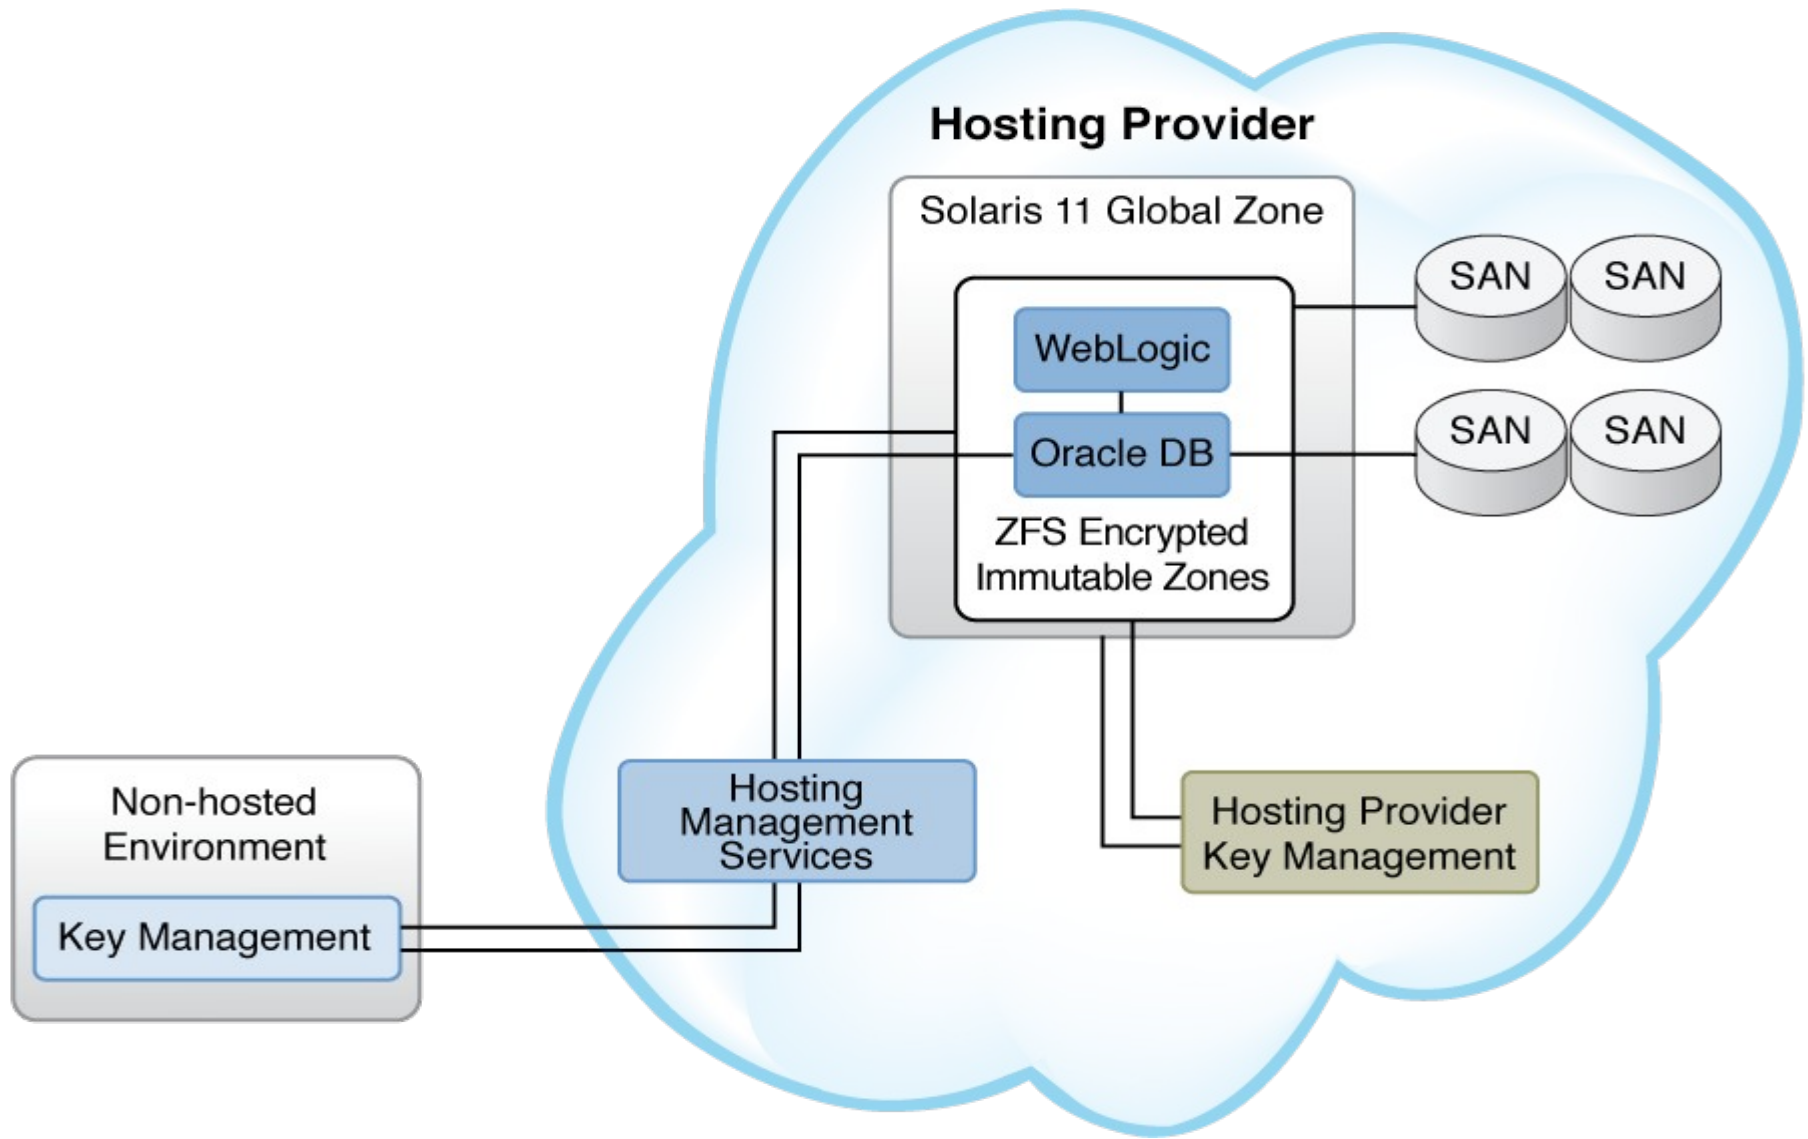 Hosting Provider
Solaris 11 Global Zone
SAN
SAN
WebLogic
SAN
SAN
Oracle DB
ZFS Encrypted
Immutable Zones
Hosting
Management
Services
Hosting Provider
Key Management
Non-hosted
Environment
Key Management